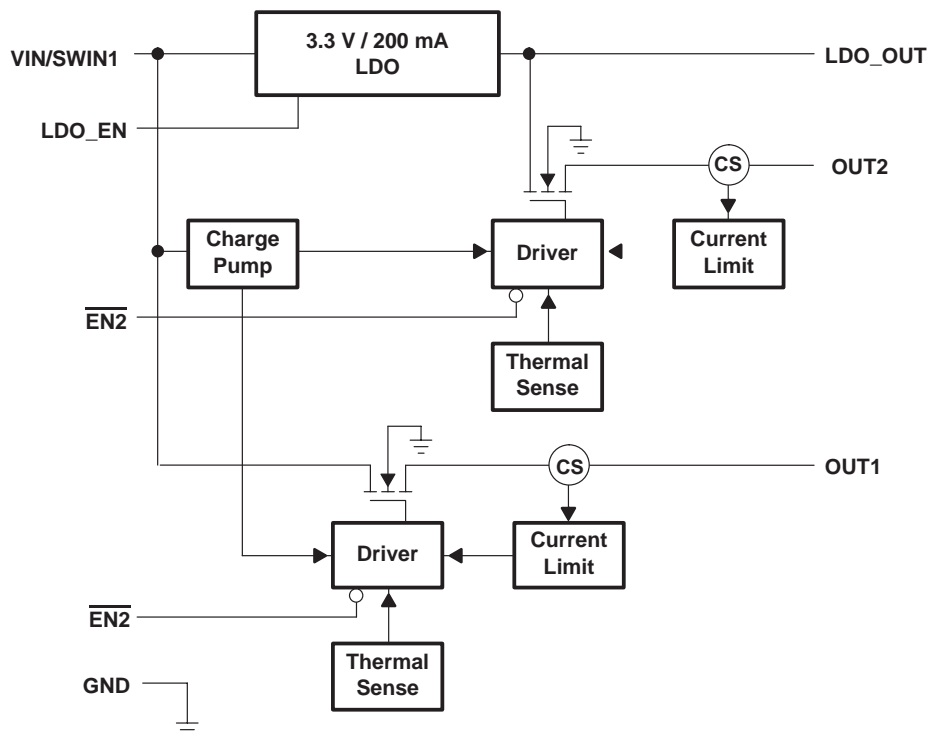 3.3 V / 200 mA
LDO
VIN/SWIN1
LDO_OUT
LDO_EN
CS
OUT2
Charge
Pump
Driver
Current
Limit
EN2
Thermal
Sense
CS
OUT1
Driver
Current
Limit
EN2
Thermal
Sense
GND